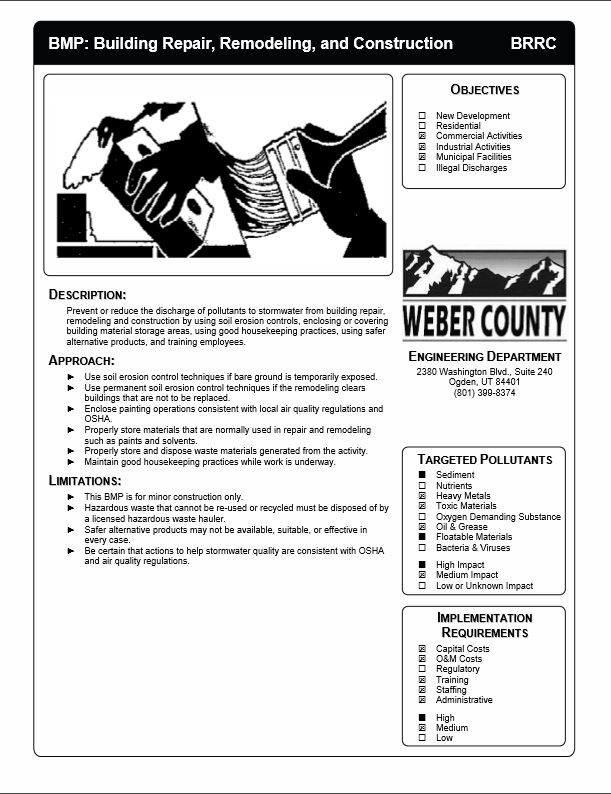 BMP: Building Repair, Remodeling, and Construction BRRC
OBJECTIVES
☐ New Development
☐ Residential
☒ Commercial Activities
☒ Industrial Activities
☒ Municipal Facilities
☐ Illegal Discharges
DESCRIPTION:
Prevent or reduce the discharge of pollutants to stormwater from building repair,
remodeling and construction by using soil erosion controls, enclosing or covering
building material storage areas, using good housekeeping practices, using safer
alternative products, and training employees.
APPROACH:
► Use soil erosion control techniques if bare ground is temporarily exposed.
► Use permanent soil erosion control techniques if the remodeling clears
buildings that are not to be replaced.
► Enclose painting operations consistent with local air quality regulations and
OSHA.
► Properly store materials that are normally used in repair and remodeling
such as paints and solvents.
► Properly store and dispose waste materials generated from the activity.
► Maintain good housekeeping practices while work is underway.
LIMITATIONS:
► This BMP is for minor construction only.
► Hazardous waste that cannot be re-used or recycled must be disposed of by
a licensed hazardous waste hauler.
► Safer alternative products may not be available, suitable, or effective in
every case.
► Be certain that actions to help stormwater quality are consistent with OSHA
and air quality regulations.
WEBER COUNTY
ENGINEERING DEPARTMENT
2380 Washington Blvd., Suite 240
Ogden, UT 84401
(801) 399-8374
TARGETED POLLUTANTS
■ Sediment
☐ Nutrients
☒ Heavy Metals
☒ Toxic Materials
☐ Oxygen Demanding Substance
☒ Oil & Grease
■ Floatable Materials
☐ Bacteria & Viruses
■ High Impact
☒ Medium Impact
☐ Low or Unknown Impact
IMPLEMENTATION
REQUIREMENTS
☒ Capital Costs
☒ O&M Costs
☐ Regulatory
☒ Training
☒ Staffing
☒ Administrative
■ High
☒ Medium
☐ Low